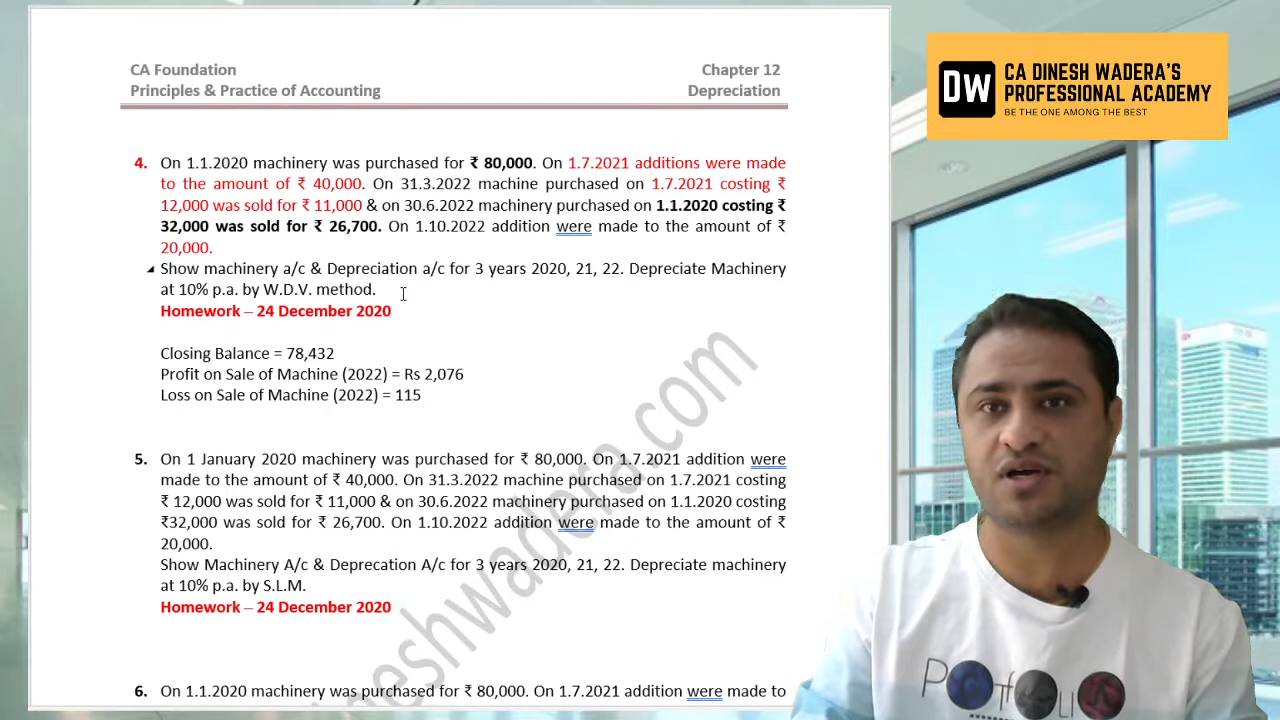 CA Foundation
Chapter 12
Principles & Practice of Accounting
Depreciation
4. On 1.1.2020 machinery was purchased for ₹ 80,000. On 1.7.2021 additions were made
to the amount of ₹ 40,000. On 31.3.2022 machine purchased on 1.7.2021 costing ₹
12,000 was sold for ₹ 11,000 & on 30.6.2022 machinery purchased on 1.1.2020 costing ₹
32,000 was sold for ₹ 26,700. On 1.10.2022 addition were made to the amount of ₹
20,000.
Show machinery a/c & Depreciation a/c for 3 years 2020, 21, 22. Depreciate Machinery
at 10% p.a. by W.D.V. method.
Homework – 24 December 2020
Closing Balance = 78,432
Profit on Sale of Machine (2022) = Rs 2,076
Loss on Sale of Machine (2022) = 115
5. On 1 January 2020 machinery was purchased for ₹ 80,000. On 1.7.2021 addition were
made to the amount of ₹ 40,000. On 31.3.2022 machine purchased on 1.7.2021 costing
₹ 12,000 was sold for ₹ 11,000 & on 30.6.2022 machinery purchased on 1.1.2020 costing
₹32,000 was sold for ₹ 26,700. On 1.10.2022 addition were made to the amount of ₹
20,000.
Show Machinery A/c & Deprecation A/c for 3 years 2020, 21, 22. Depreciate machinery
at 10% p.a. by S.L.M.
Homework – 24 December 2020
6. On 1.1.2020 machinery was purchased for ₹ 80,000. On 1.7.2021 addition were made to
neshwadera.com
DW
CA DINESH WADERA'S
PROFESSIONAL ACADEMY
BE THE ONE AMONG THE BEST